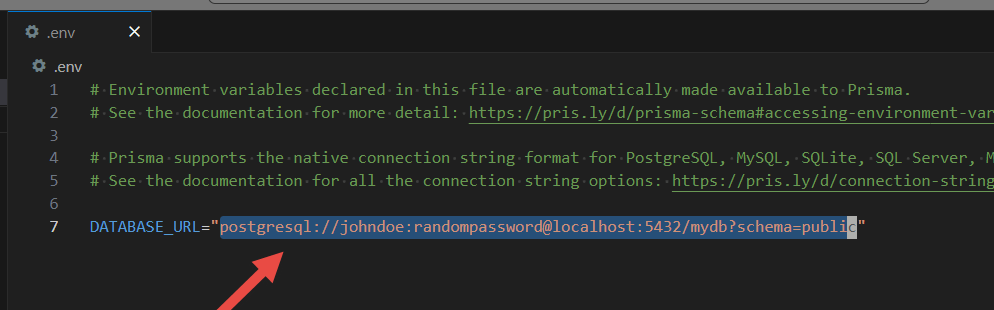 .env
.env
1 # Environment variables declared in this file are automatically made available to Prisma.
2 # See the documentation for more detail: https://pris.ly/d/prisma-schema#accessing-environment-var
3
4 # Prisma supports the native connection string format for PostgreSQL, MySQL, SQLite, SQL Server, M
5 # See the documentation for all the connection string options: https://pris.ly/d/connection-string
6
7 DATABASE_URL="postgresql://johndoe:randompassword@localhost:5432/mydb?schema=public"